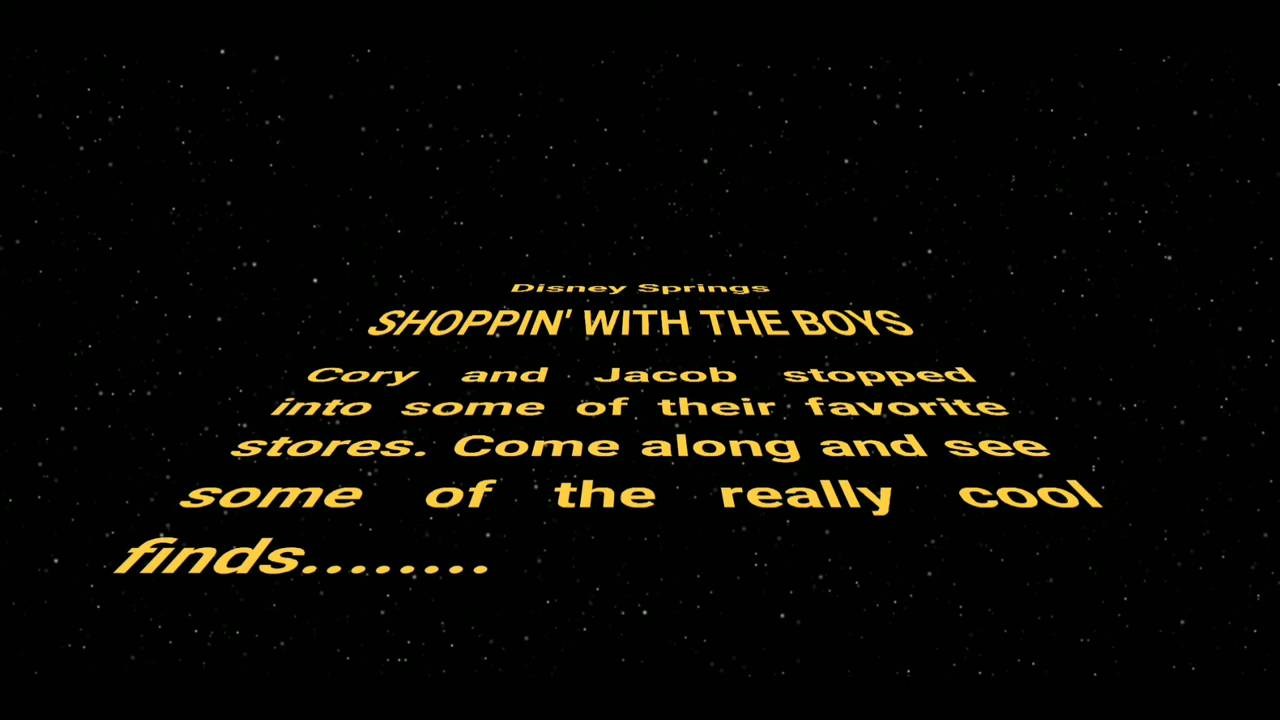 Disney Springs
SHOPPIN' WITH THE BOYS
Cory and Jacob stopped
into some of their favorite
stores. Come along and see
some of the really cool
finds........